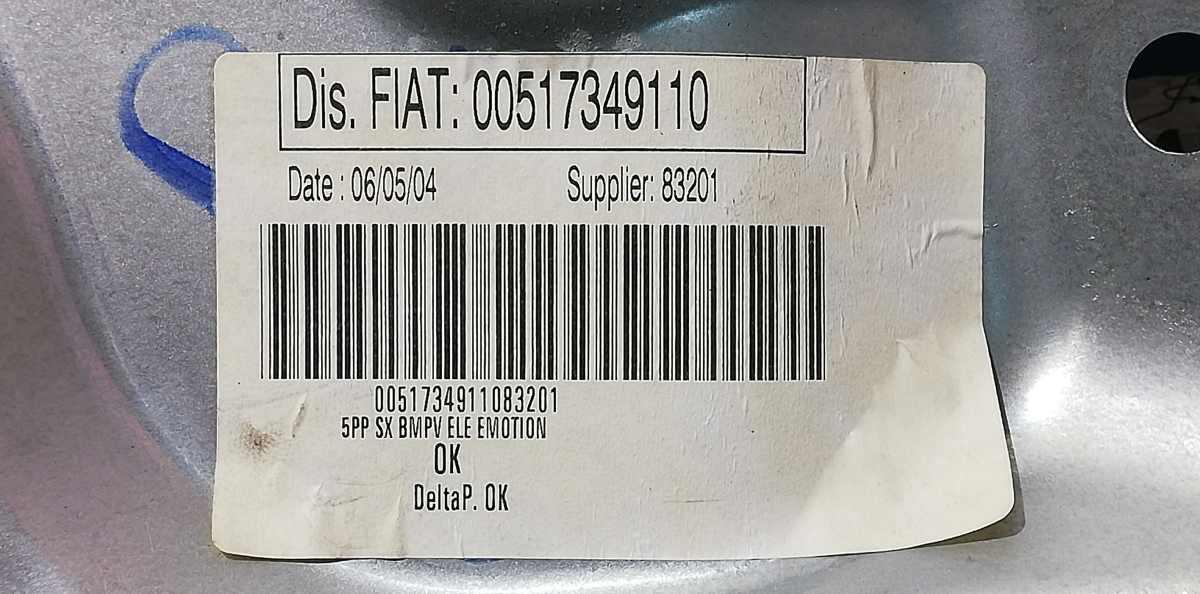 Dis. FIAT: 00517349110
Date : 06/05/04 Supplier: 83201
0051734911083201
5PP SX BMPV ELE EMOTION
OK
DeltaP. OK